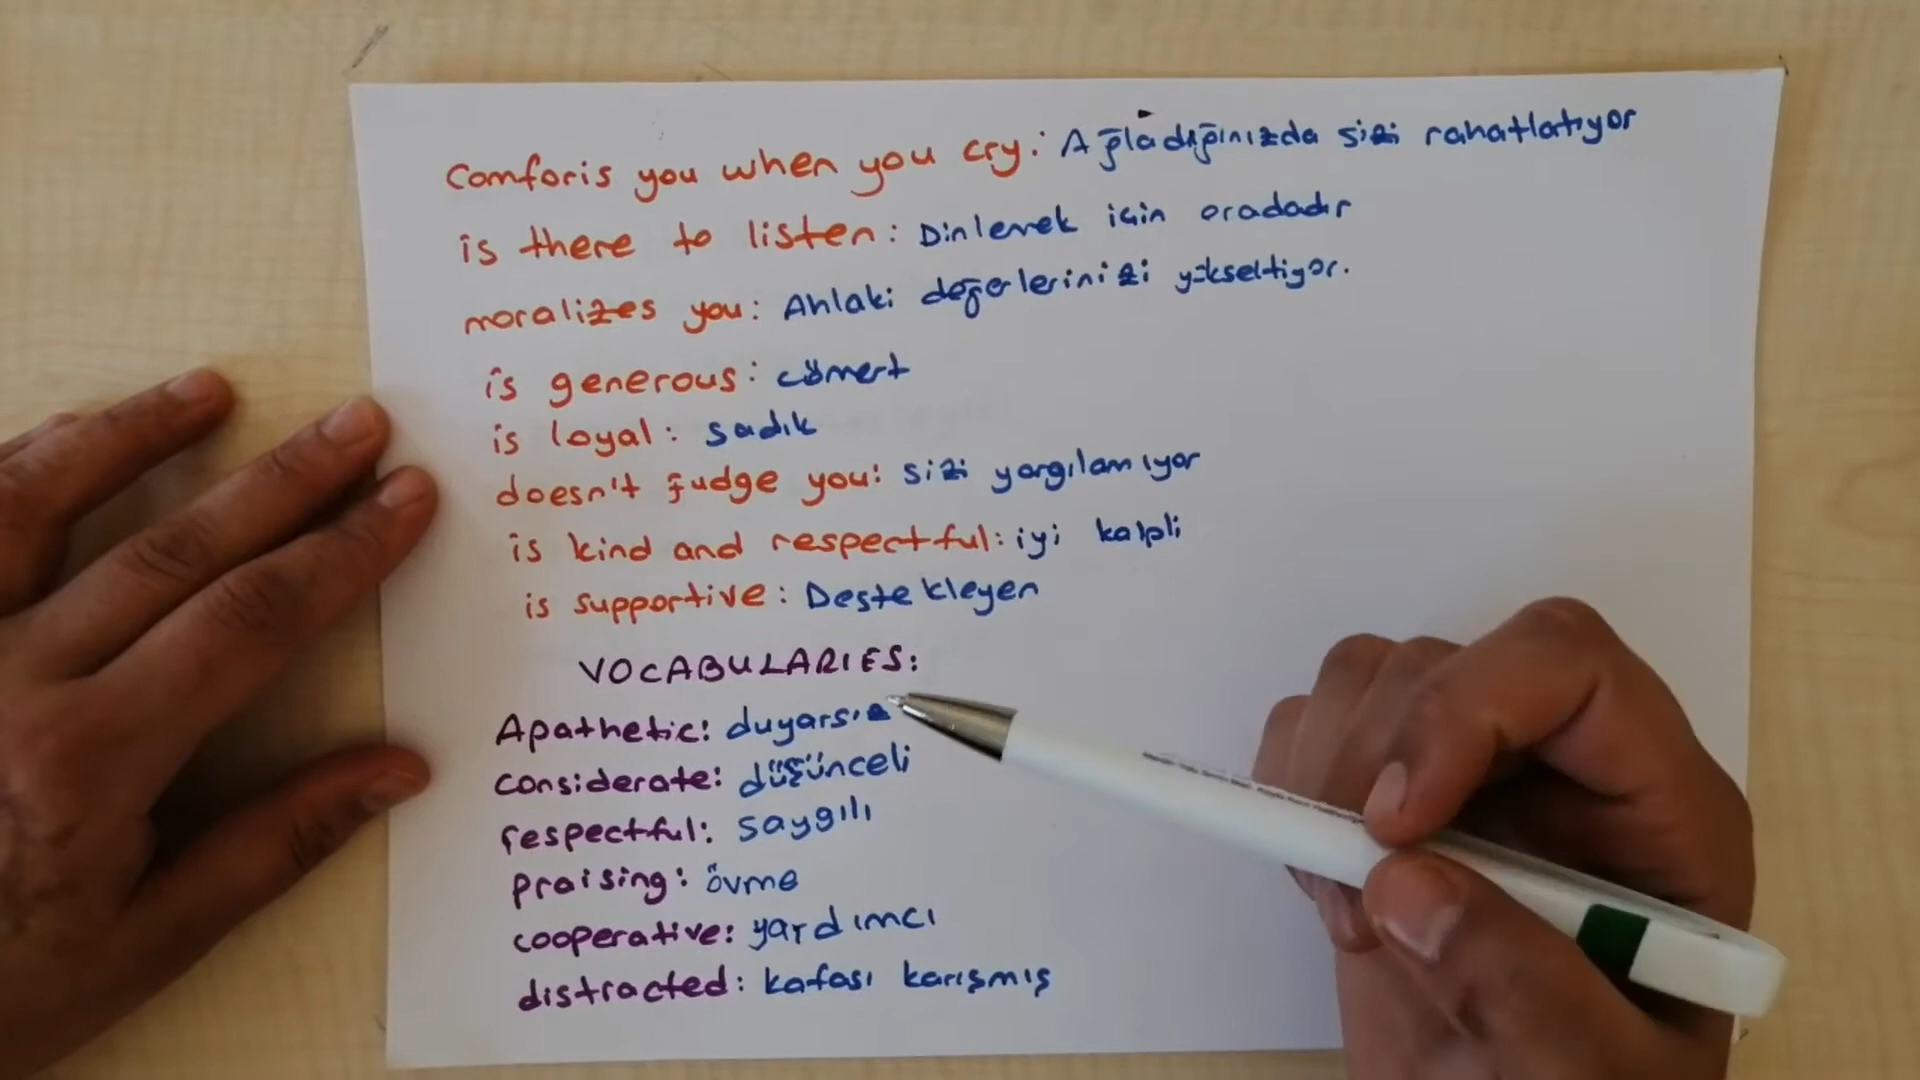 Comforis you when you cry: Ağladığınızda sizi rahatlatıyor
is there to listen: Dinlemek için oradadır
moralizes you: Ahlaki değerlerinizi yükseltiyor.
is generous: cömert
is loyal: sadık
doesn't judge you: sizi yargılamıyor
is kind and respectful: iyi kalpli
is supportive: Destekleyen
VOCABULARIES:
Apathetic: duyarsız
considerate: düşünceli
respectful: saygılı
praising: övme
cooperative: yardımcı
distracted: kafası karışmış